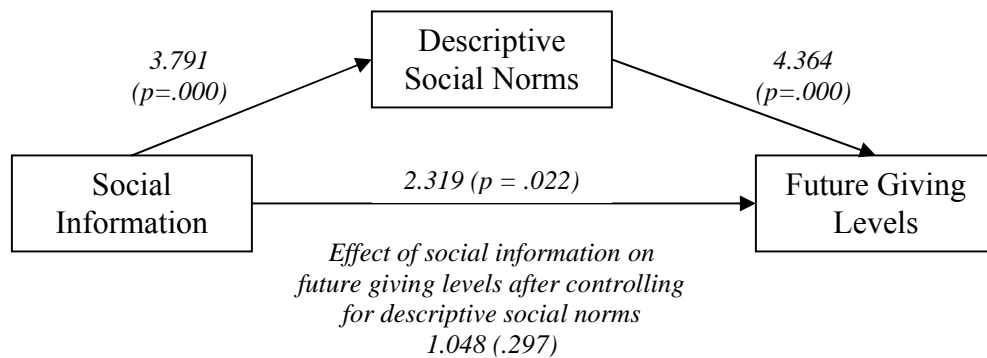 Descriptive
Social Norms
3.791
(p=.000)
4.364
(p=.000)
Social
Information
2.319 (p = .022)
Future Giving
Levels
Effect of social information on
future giving levels after controlling
for descriptive social norms
1.048 (.297)